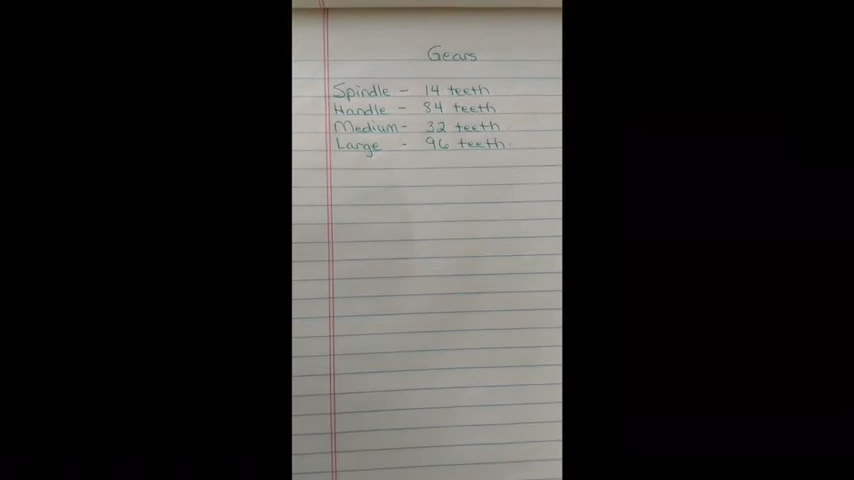 Gears
Spindle - 14 teeth
Handle - 84 teeth
Medium - 32 teeth
Large - 96 teeth